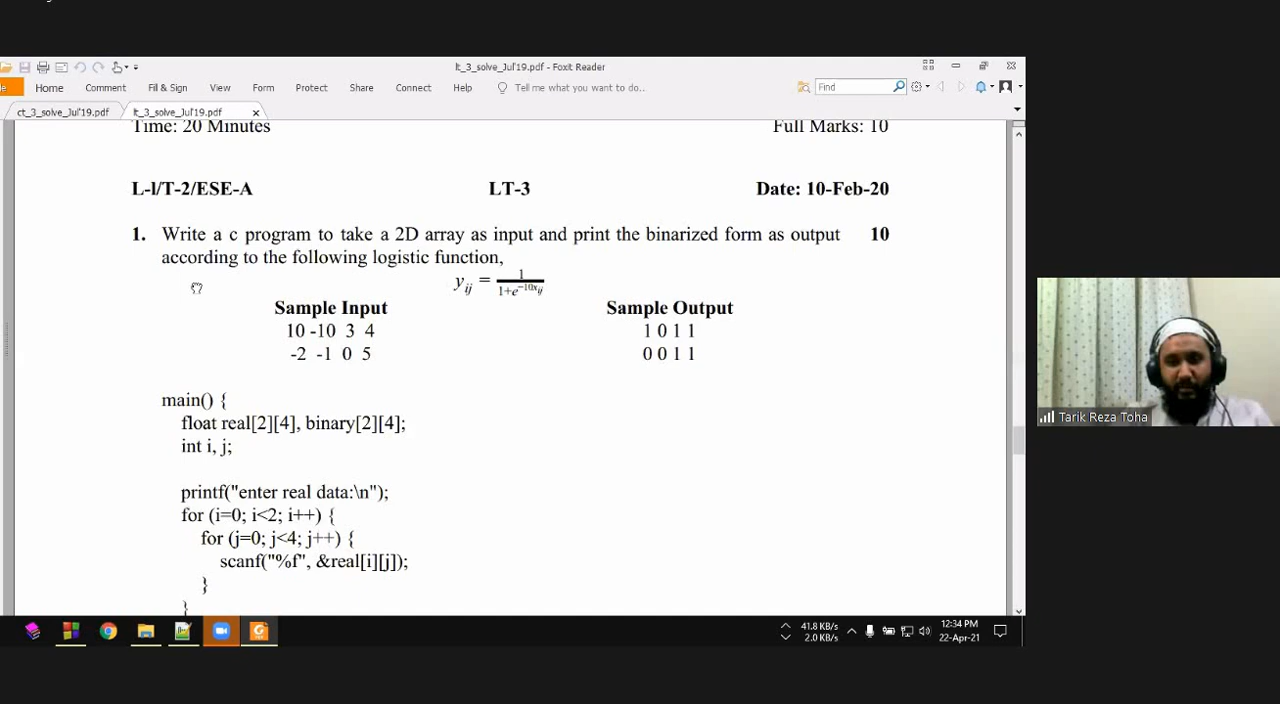 lt_3_solve_Jul'19.pdf - Foxit Reader
Home Comment Fill & Sign View Form Protect Share Connect Help Tell me what you want to do.. Find
ct_3_solve_Jul'19.pdf lt_3_solve_Jul'19.pdf
Time: 20 Minutes Full Marks: 10
L-I/T-2/ESE-A LT-3 Date: 10-Feb-20
1. Write a c program to take a 2D array as input and print the binarized form as output 10
according to the following logistic function,
y_ij = 1/(1+e^(-10x_ij))
Sample Input Sample Output
10 -10 3 4 1 0 1 1
-2 -1 0 5 0 0 1 1
main() {
float real[2][4], binary[2][4];
int i, j;
printf("enter real data:\n");
for (i=0; i<2; i++) {
for (j=0; j<4; j++) {
scanf("%f", &real[i][j]);
}
}
Tarik Reza Toha
41.8 KB/s
2.0 KB/s
12:34 PM
22-Apr-21